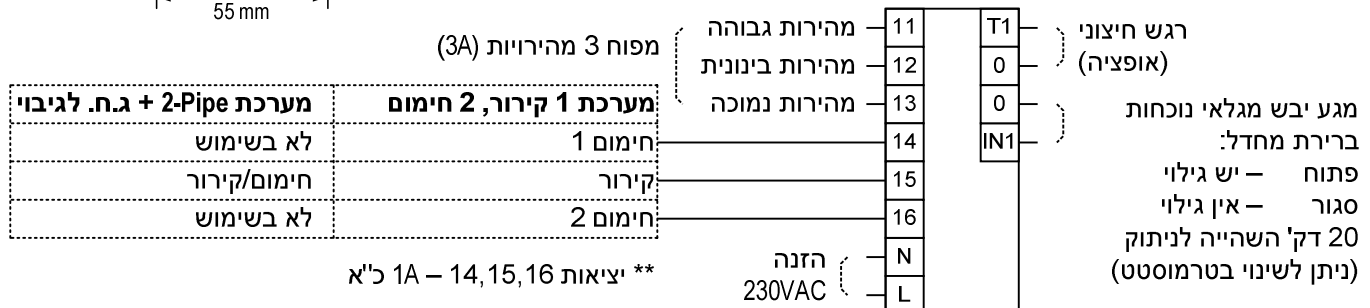 55 mm
מפוח 3 מהירויות (3A)
מהירות גבוהה
מהירות בינונית
מהירות נמוכה
מערכת 1 קירור, 2 חימום
מערכת 2-Pipe + ג.ח. לגיבוי
חימום 1
לא בשימוש
קירור
חימום/קירור
חימום 2
לא בשימוש
** יציאות 14,15,16 – 1A כ"א
הזנה
230VAC
11
12
13
14
15
16
N
L
T1
0
0
IN1
רגש חיצוני
(אופציה)
מגע יבש מגלאי נוכחות
ברירת מחדל:
פתוח – יש גילוי
סגור – אין גילוי
20 דק' השהייה לניתוק
(ניתן לשינוי בטרמוסטט)